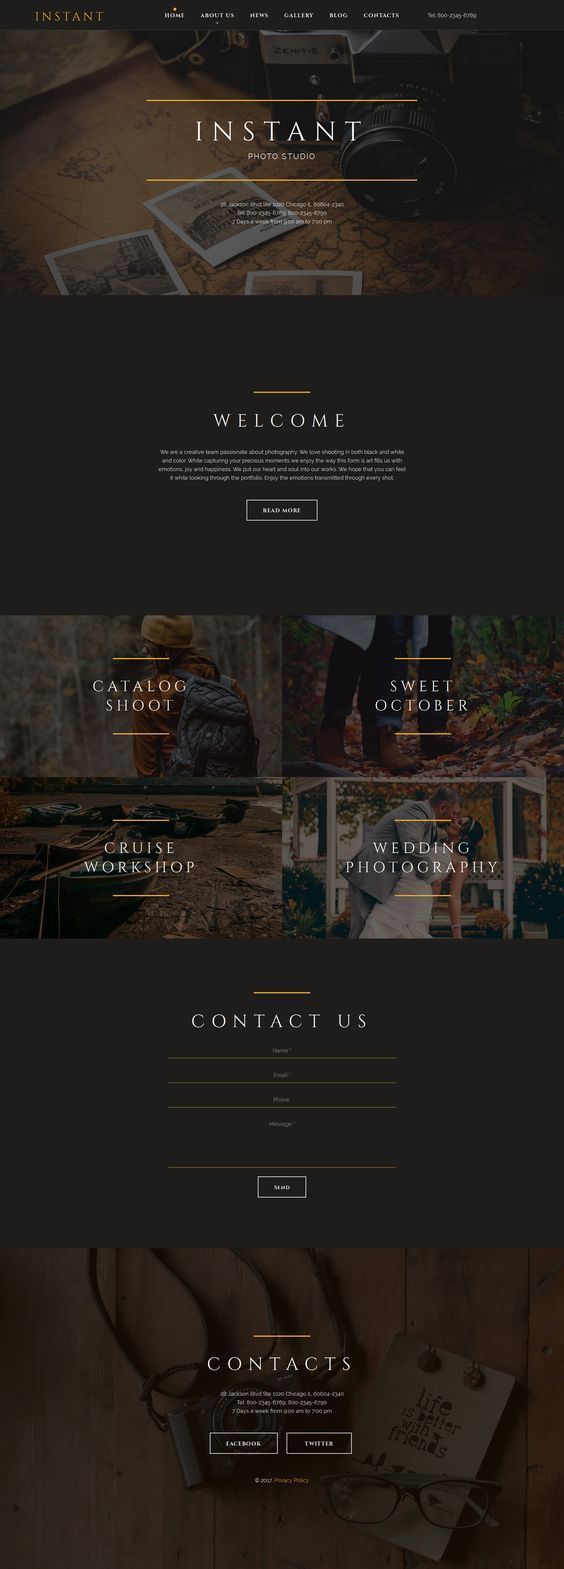 INSTANT
HOME ABOUT US NEWS GALLERY BLOG CONTACTS Tel: 800-2345-6789
ZENIT-E
INSTANT
PHOTO STUDIO
28 Jackson Blvd Ste 1020 Chicago IL 60604-2340
Tel: 800-2345-6789; 800-2345-6790
7 Days a week from 9:00 am to 7:00 pm
WELCOME
We are a creative team passionate about photography. We love shooting in both black and white
and color. While capturing your precious moments we enjoy the way this form is art fills us with
emotions, joy and happiness. We put our heart and soul into our works. We hope that you can feel
it while looking through the portfolio. Enjoy the emotions transmitted through every shot.
READ MORE
CATALOG
SHOOT
SWEET
OCTOBER
CRUISE
WORKSHOP
WEDDING
PHOTOGRAPHY
CONTACT US
Name *
Email *
Phone
Message *
Send
CONTACTS
28 Jackson Blvd Ste 1020 Chicago IL 60604-2340
Tel: 800-2345-6789; 800-2345-6790
7 Days a week from 9:00 am to 7:00 pm
FACEBOOK TWITTER
life
is better
with
friends
© 2017. Privacy Policy